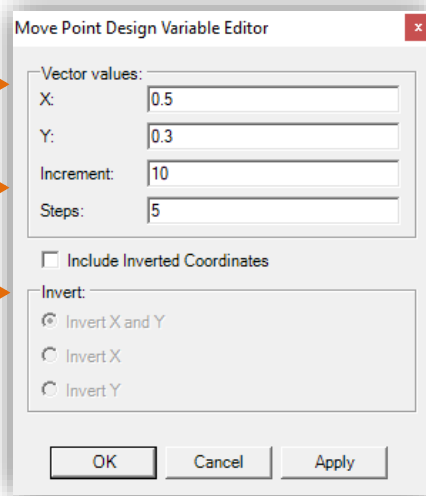 Move Point Design Variable Editor x
Vector values:
X: 0.5
Y: 0.3
Increment: 10
Steps: 5
Include Inverted Coordinates
Invert:
Invert X and Y
Invert X
Invert Y
OK Cancel Apply